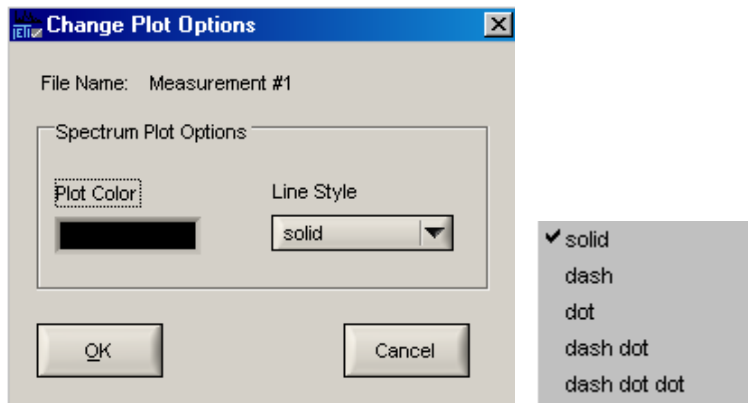 JETI Change Plot Options
File Name: Measurement #1
Spectrum Plot Options
Plot Color
Line Style
solid
OK
Cancel
solid
dash
dot
dash dot
dash dot dot